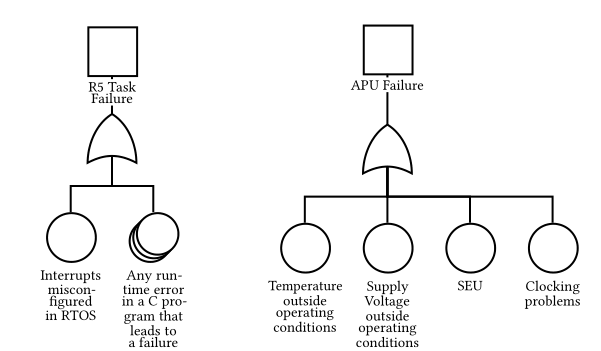 R5 Task
Failure
APU Failure
Interrupts
miscon-
figured
in RTOS
Any run-
time error
in a C pro-
gram that
leads to
a failure
Temperature
outside
operating
conditions
Supply
Voltage
outside
operating
conditions
SEU
Clocking
problems